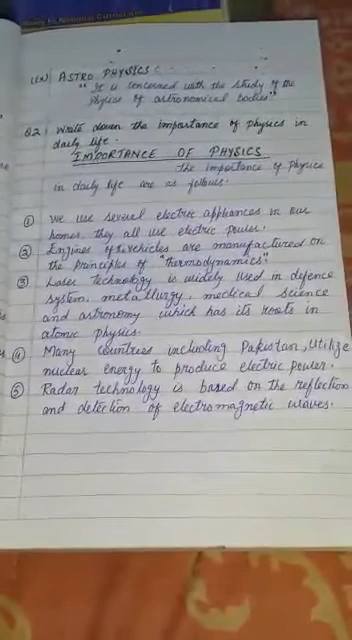 (ix) ASTRO PHYSICS:
"It is concerned with the study of the
physics of astronomical bodies"
Q2: Write down the importance of physics in
daily life.
IMPORTANCE OF PHYSICS
The importance of physics
in daily life are as follows.
① We use several electric appliances in our
homes, they all use electric power.
② Engines of vehicles are manufactured on
the principles of "thermodynamics"
③ Laser technology is widely used in defence
system, metallurgy, medical science
and astronomy which has its roots in
atomic physics.
④ Many countries including Pakistan, utilize
nuclear energy to produce electric power.
⑤ Radar technology is based on the reflection
and detection of electromagnetic waves.